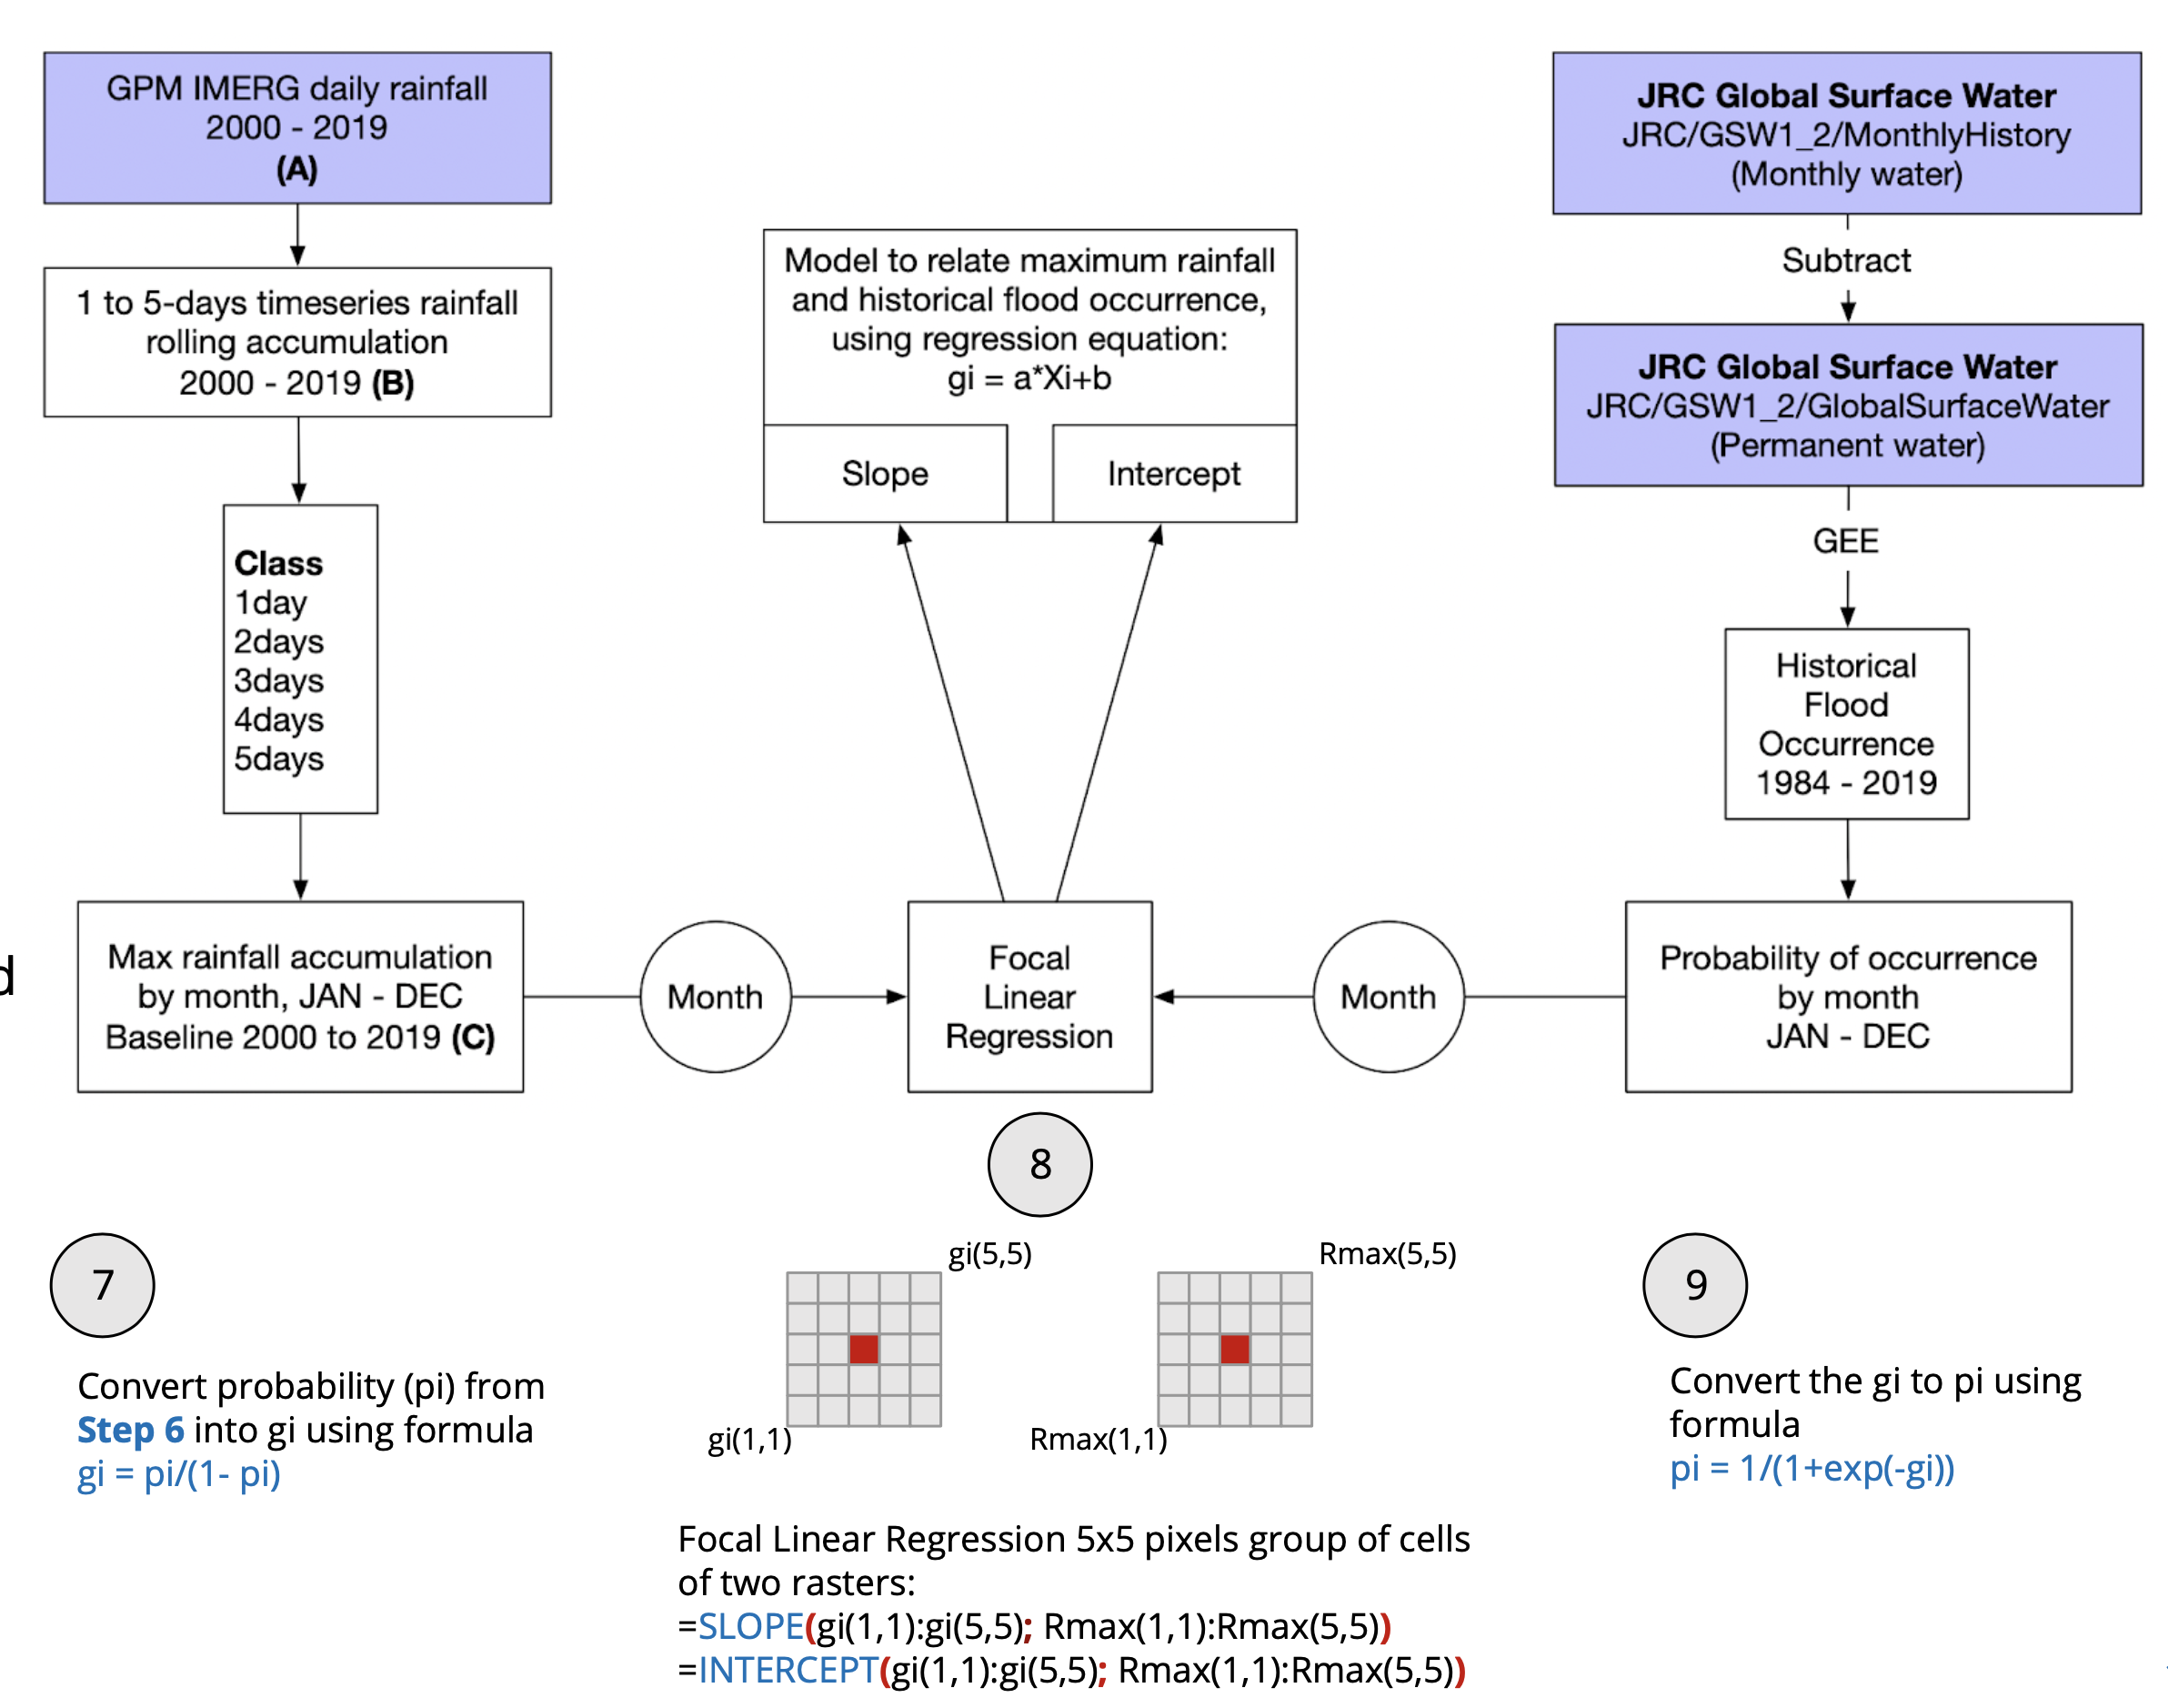 GPM IMERG daily rainfall
2000 - 2019
(A)
1 to 5-days timeseries rainfall
rolling accumulation
2000 - 2019 (B)
Class
1day
2days
3days
4days
5days
Max rainfall accumulation
by month, JAN - DEC
Baseline 2000 to 2019 (C)
Month
Model to relate maximum rainfall
and historical flood occurrence,
using regression equation:
gi = a*Xi+b
Slope
Intercept
Focal
Linear
Regression
JRC Global Surface Water
JRC/GSW1_2/MonthlyHistory
(Monthly water)
Subtract
JRC Global Surface Water
JRC/GSW1_2/GlobalSurfaceWater
(Permanent water)
GEE
Historical
Flood
Occurrence
1984 - 2019
Probability of occurrence
by month
JAN - DEC
Month
d
7
Convert probability (pi) from
Step 6 into gi using formula
gi = pi/(1- pi)
8
gi(5,5)
gi(1,1)
Rmax(5,5)
Rmax(1,1)
Focal Linear Regression 5x5 pixels group of cells
of two rasters:
=SLOPE(gi(1,1):gi(5,5); Rmax(1,1):Rmax(5,5))
=INTERCEPT(gi(1,1):gi(5,5); Rmax(1,1):Rmax(5,5))
9
Convert the gi to pi using
formula
pi = 1/(1+exp(-gi))